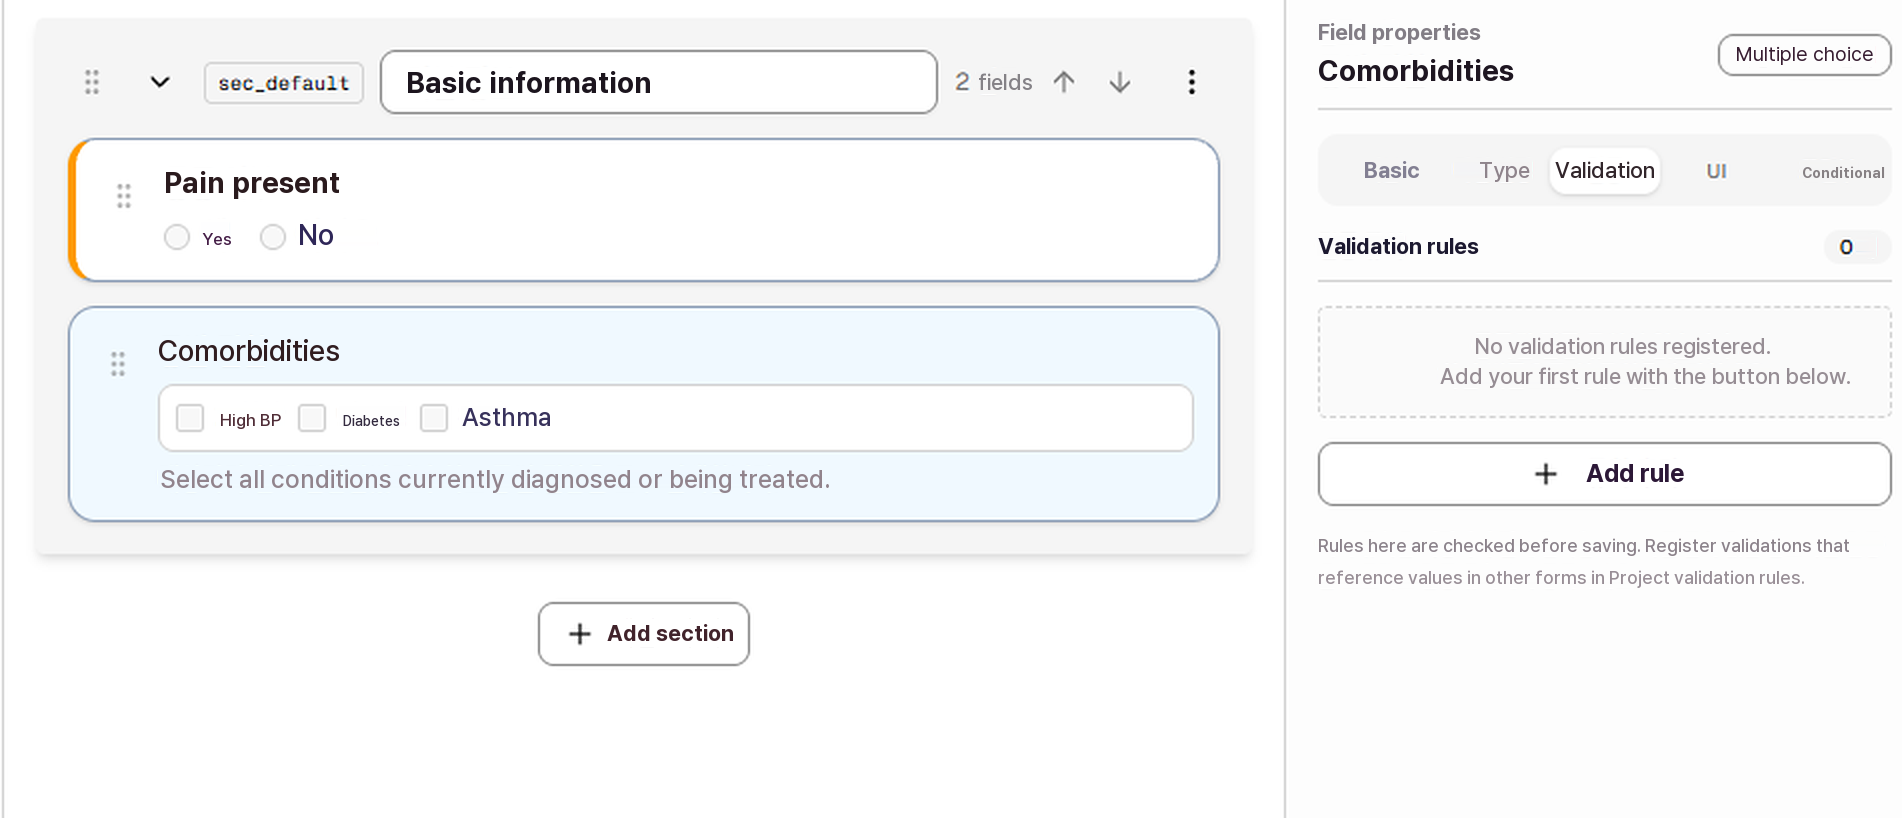 sec_default
Basic information
2 fields
Pain present
Yes
No
Comorbidities
High BP
Diabetes
Asthma
Select all conditions currently diagnosed or being treated.
Add section
Field properties
Comorbidities
Multiple choice
Basic
Type
Validation
UI
Conditional
Validation rules
0
No validation rules registered.
Add your first rule with the button below.
Add rule
Rules here are checked before saving. Register validations that
reference values in other forms in Project validation rules.